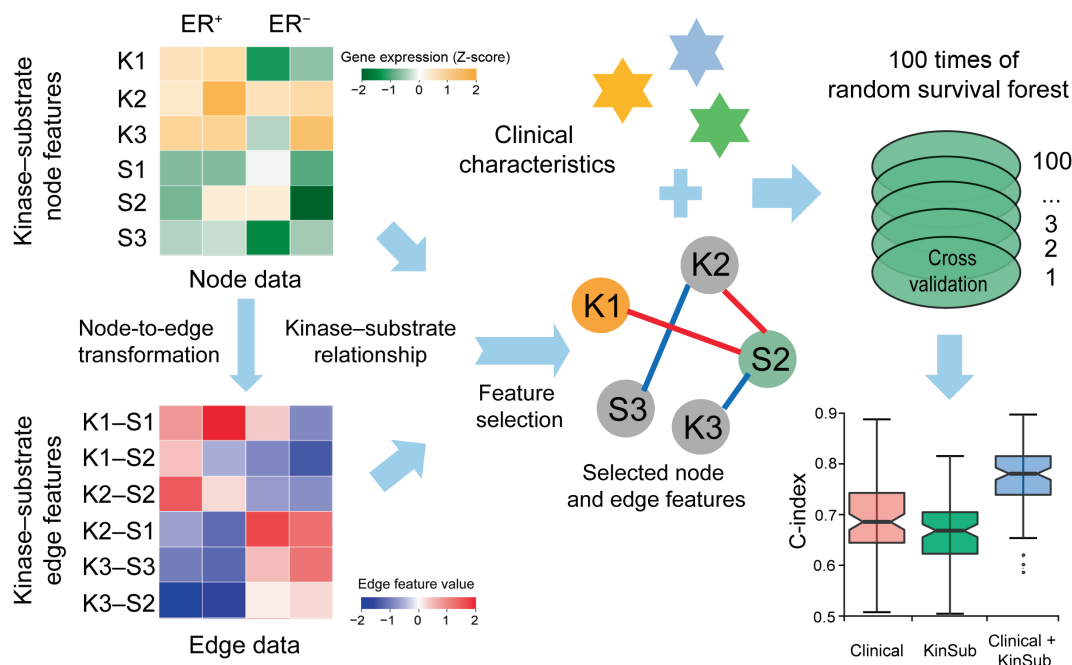 ER+ ER−
Kinase–substrate
node features
K1
K2
K3
S1
S2
S3
Gene expression (Z-score)
−2 −1 0 1 2
Node data
Node-to-edge
transformation
Kinase–substrate
relationship
Kinase–substrate
edge features
K1–S1
K1–S2
K2–S2
K2–S1
K3–S3
K3–S2
Edge feature value
−2 −1 0 1 2
Edge data
Clinical
characteristics
Feature
selection
K1
K2
S2
S3
K3
Selected node
and edge features
100 times of
random survival forest
100
...
3
2
1
Cross
validation
C-index
0.9
0.8
0.7
0.6
0.5
Clinical
KinSub
Clinical +
KinSub